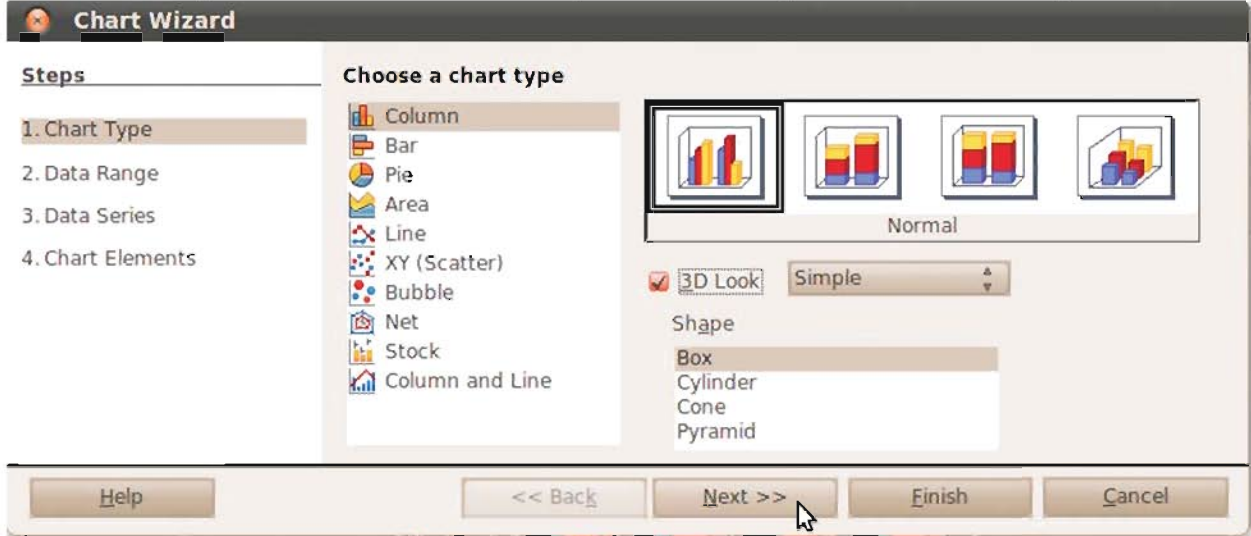 Chart Wizard
Steps
1. Chart Type
2. Data Range
3. Data Series
4. Chart Elements
Choose a chart type
Column
Bar
Pie
Area
Line
XY (Scatter)
Bubble
Net
Stock
Column and Line
Normal
3D Look
Simple
Shape
Box
Cylinder
Cone
Pyramid
Help
<< Back
Next >>
Finish
Cancel